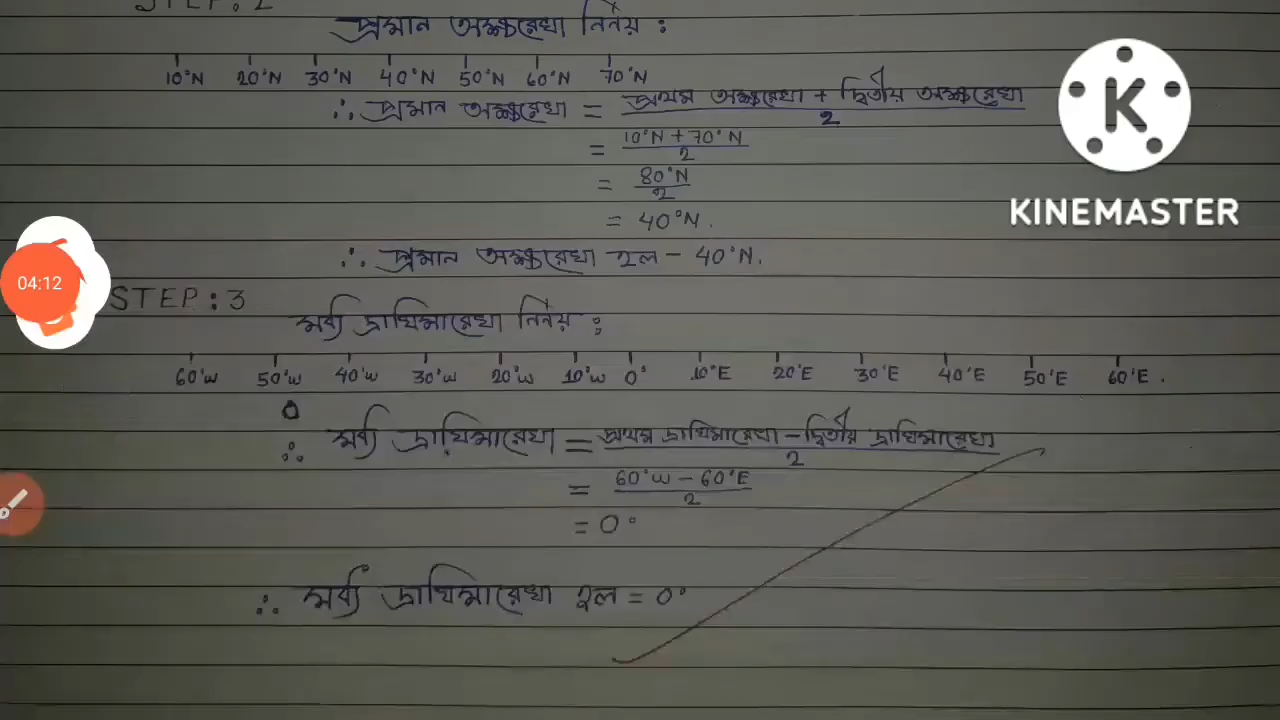 STEP: 2
প্রমান অক্ষরেখা নির্নয় :
10°N 20°N 30°N 40°N 50°N 60°N 70°N
∴ প্রমান অক্ষরেখা = প্রথম অক্ষরেখা + দ্বিতীয় অক্ষরেখা / 2
= 10°N + 70°N / 2
= 80°N / 2
= 40°N.
∴ প্রমান অক্ষরেখা হল - 40°N.
STEP: 3
মধ্য দ্রাঘিমারেখা নির্নয় :
60°W 50°W 40°W 30°W 20°W 10°W 0° 10°E 20°E 30°E 40°E 50°E 60°E.
∴ মধ্য দ্রাঘিমারেখা = প্রথম দ্রাঘিমারেখা - দ্বিতীয় দ্রাঘিমারেখা / 2
= 60°W - 60°E / 2
= 0°
∴ মধ্য দ্রাঘিমারেখা হল = 0°
KINEMASTER
04:12